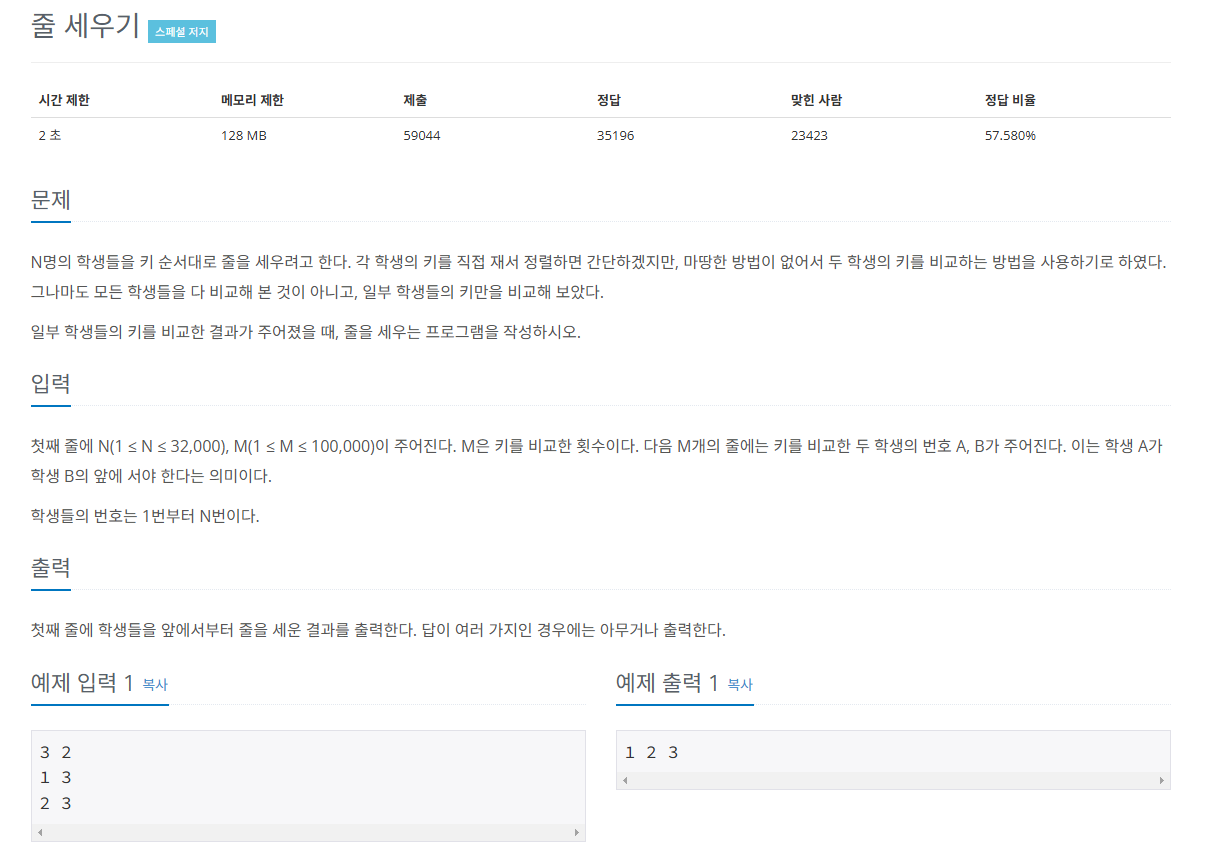 줄 세우기 스페셜 저지
시간 제한 메모리 제한 제출 정답 맞힌 사람 정답 비율
2 초 128 MB 59044 35196 23423 57.580%
문제
N명의 학생들을 키 순서대로 줄을 세우려고 한다. 각 학생의 키를 직접 재서 정렬하면 간단하겠지만, 마땅한 방법이 없어서 두 학생의 키를 비교하는 방법을 사용하기로 하였다.
그나마도 모든 학생들을 다 비교해 본 것이 아니고, 일부 학생들의 키만을 비교해 보았다.
일부 학생들의 키를 비교한 결과가 주어졌을 때, 줄을 세우는 프로그램을 작성하시오.
입력
첫째 줄에 N(1 ≤ N ≤ 32,000), M(1 ≤ M ≤ 100,000)이 주어진다. M은 키를 비교한 횟수이다. 다음 M개의 줄에는 키를 비교한 두 학생의 번호 A, B가 주어진다. 이는 학생 A가
학생 B의 앞에 서야 한다는 의미이다.
학생들의 번호는 1번부터 N번이다.
출력
첫째 줄에 학생들을 앞에서부터 줄을 세운 결과를 출력한다. 답이 여러 가지인 경우에는 아무거나 출력한다.
예제 입력 1 복사
3 2
1 3
2 3
예제 출력 1 복사
1 2 3